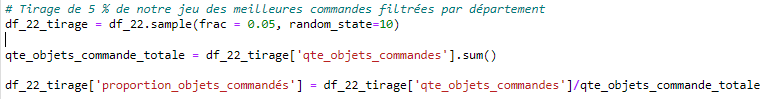 # Tirage de 5 % de notre jeu des meilleures commandes filtrées par département
df_22_tirage = df_22.sample(frac = 0.05, random_state=10)
qte_objets_commande_totale = df_22_tirage['qte_objets_commandes'].sum()
df_22_tirage['proportion_objets_commandés'] = df_22_tirage['qte_objets_commandes']/qte_objets_commande_totale